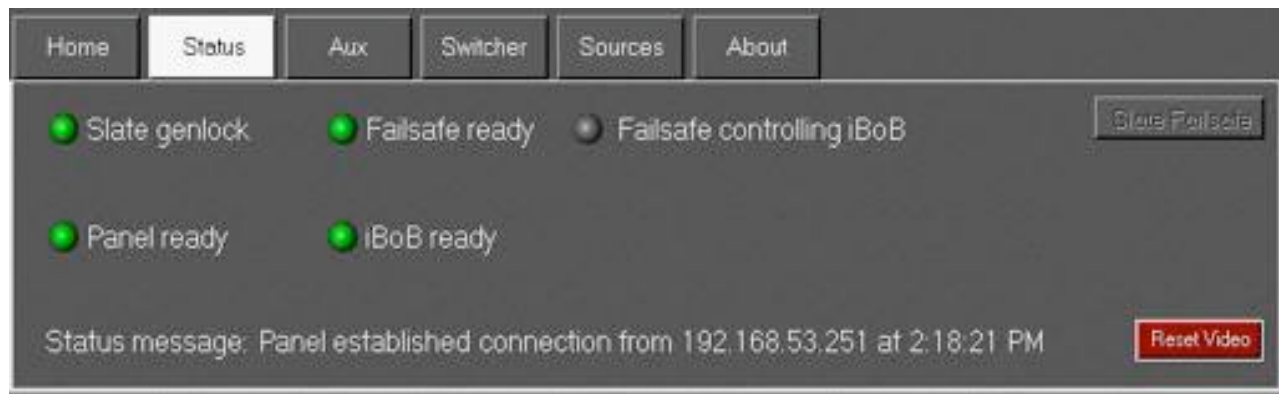 Home Status Aux Switcher Sources About
Slate genlock Failsafe ready Failsafe controlling iBoB Slate Failsafe
Panel ready iBoB ready
Status message: Panel established connection from 192.168.53.251 at 2:18:21 PM Reset Video